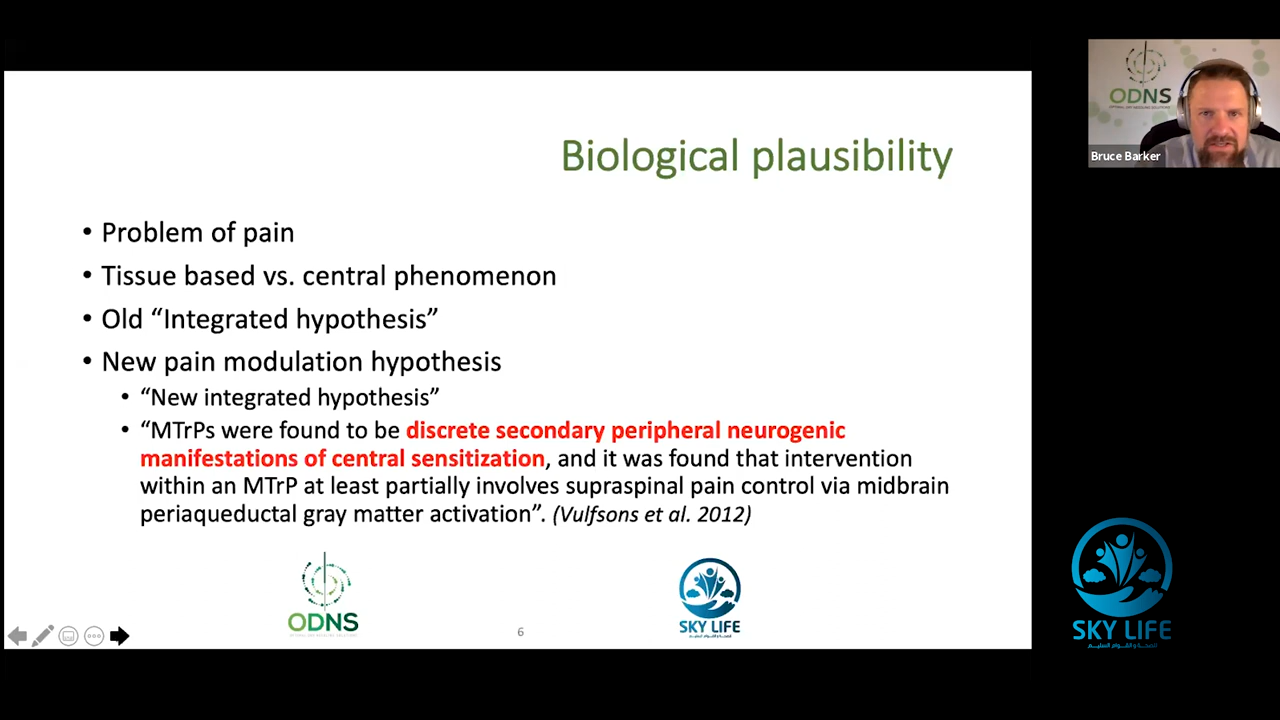 Biological plausibility
• Problem of pain
• Tissue based vs. central phenomenon
• Old “Integrated hypothesis”
• New pain modulation hypothesis
• “New integrated hypothesis”
• “MTrPs were found to be discrete secondary peripheral neurogenic
manifestations of central sensitization, and it was found that intervention
within an MTrP at least partially involves supraspinal pain control via midbrain
periaqueductal gray matter activation”. (Vulfsons et al. 2012)
ODNS
SKY LIFE
6
ODNS
Bruce Barker
SKY LIFE
للصحة و القوام السليم